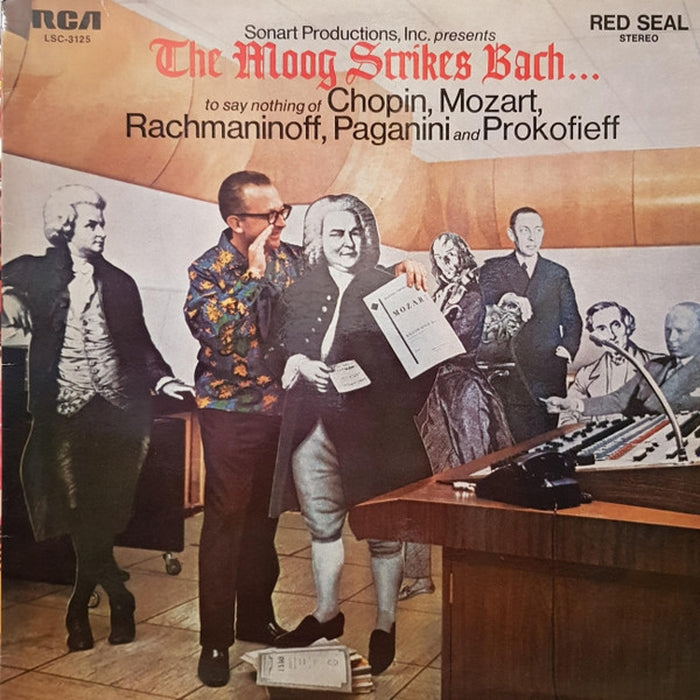 RCA
LSC-3125
Sonart Productions, Inc. presents
RED SEAL
STEREO
The Moog Strikes Bach...
to say nothing of Chopin, Mozart,
Rachmaninoff, Paganini and Prokofieff
MOZART